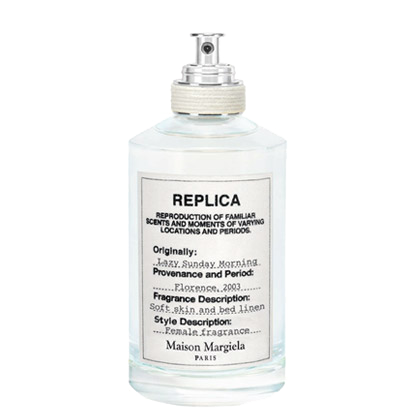 REPLICA
REPRODUCTION OF FAMILIAR
SCENTS AND MOMENTS OF VARYING
LOCATIONS AND PERIODS.
Originally:
Lazy Sunday Morning
Provenance and Period:
Florence, 2003
Fragrance Description:
Soft skin and bed linen
Style Description:
Female fragrance
Maison Margiela
PARIS